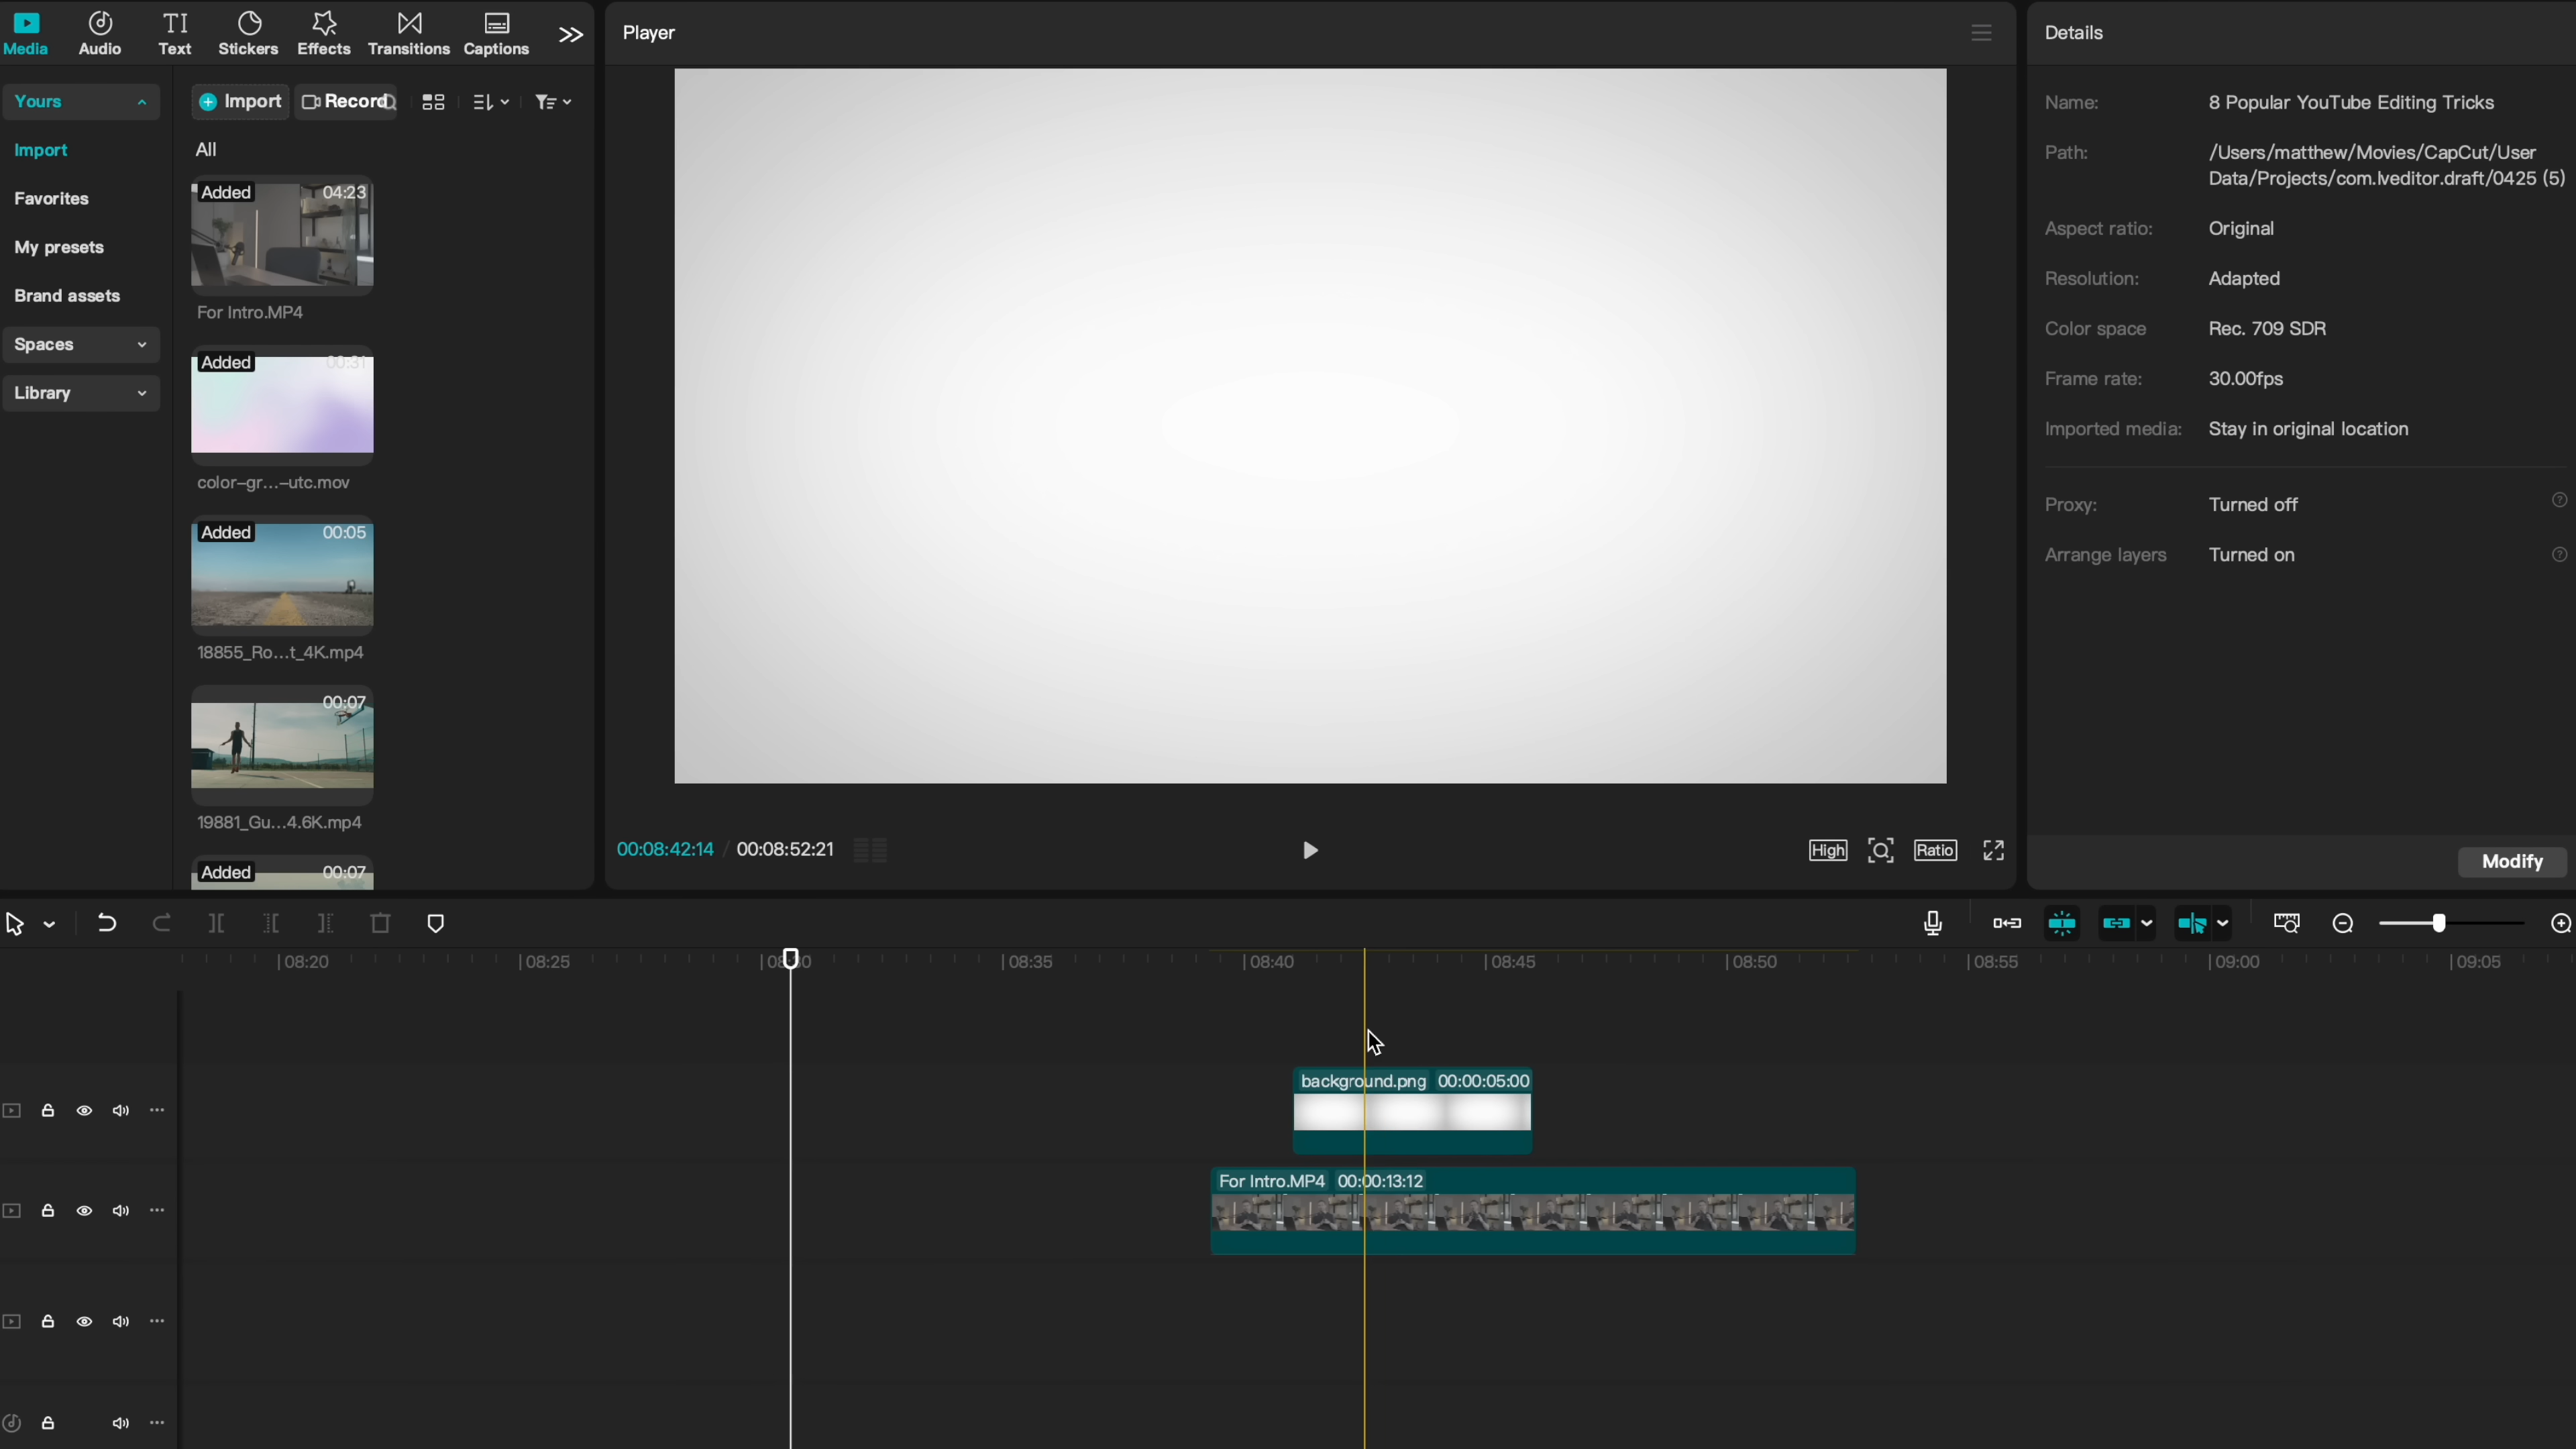 Media
Audio
Text
Stickers
Effects
Transitions
Captions
Yours
Import
Favorites
My presets
Brand assets
Spaces
Library
Import
Record
All
Added
04:23
For Intro.MP4
Added
00:31
color-gr...-utc.mov
Added
00:05
18855_Ro...t_4K.mp4
00:07
19881_Gu...4.6K.mp4
Added
00:07
Player
00:08:42:14 / 00:08:52:21
High
Ratio
Details
Name: 8 Popular YouTube Editing Tricks
Path: /Users/matthew/Movies/CapCut/User
Data/Projects/com.lveditor.draft/0425 (5)
Aspect ratio: Original
Resolution: Adapted
Color space Rec. 709 SDR
Frame rate: 30.00fps
Imported media: Stay in original location
Proxy: Turned off
Arrange layers Turned on
Modify
08:20
08:25
08:30
08:35
08:40
08:45
08:50
08:55
09:00
09:05
background.png 00:00:05:00
For Intro.MP4 00:00:13:12